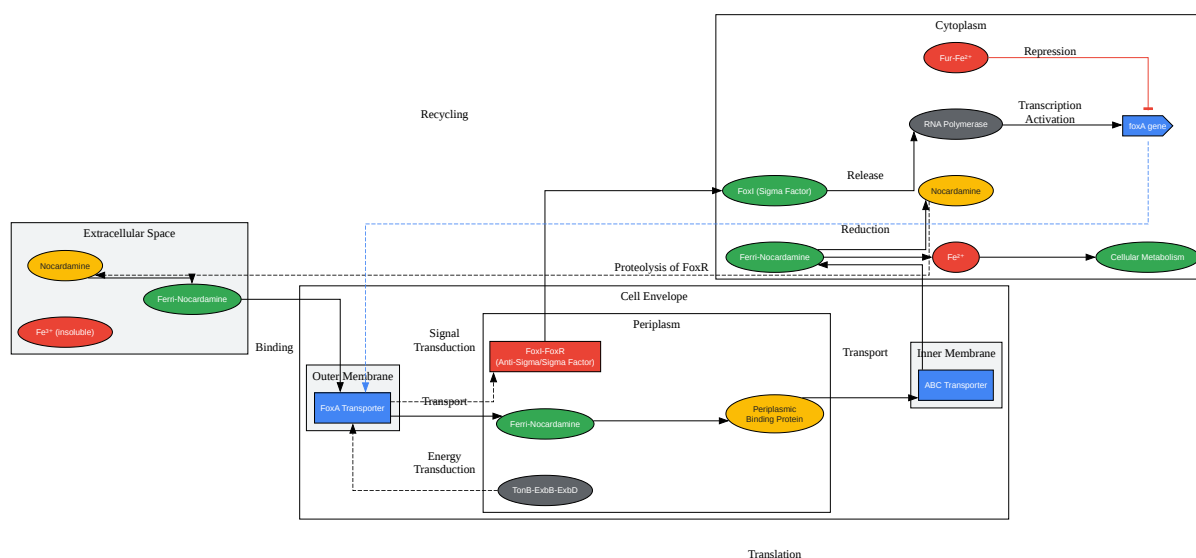 Cytoplasm
Fur-Fe²⁺
Repression
Recycling
RNA Polymerase
Transcription
Activation
foxA gene
FoxI (Sigma Factor)
Release
Nocardamine
Extracellular Space
Nocardamine
Ferri-Nocardamine
Fe³⁺ (insoluble)
Reduction
Ferri-Nocardamine
Fe²⁺
Cellular Metabolism
Proteolysis of FoxR
Cell Envelope
Binding
Signal
Transduction
Periplasm
FoxI-FoxR
(Anti-Sigma/Sigma Factor)
Transport
Inner Membrane
ABC Transporter
Outer Membrane
FoxA Transporter
Transport
Ferri-Nocardamine
Periplasmic
Binding Protein
Energy
Transduction
TonB-ExbB-ExbD
Translation